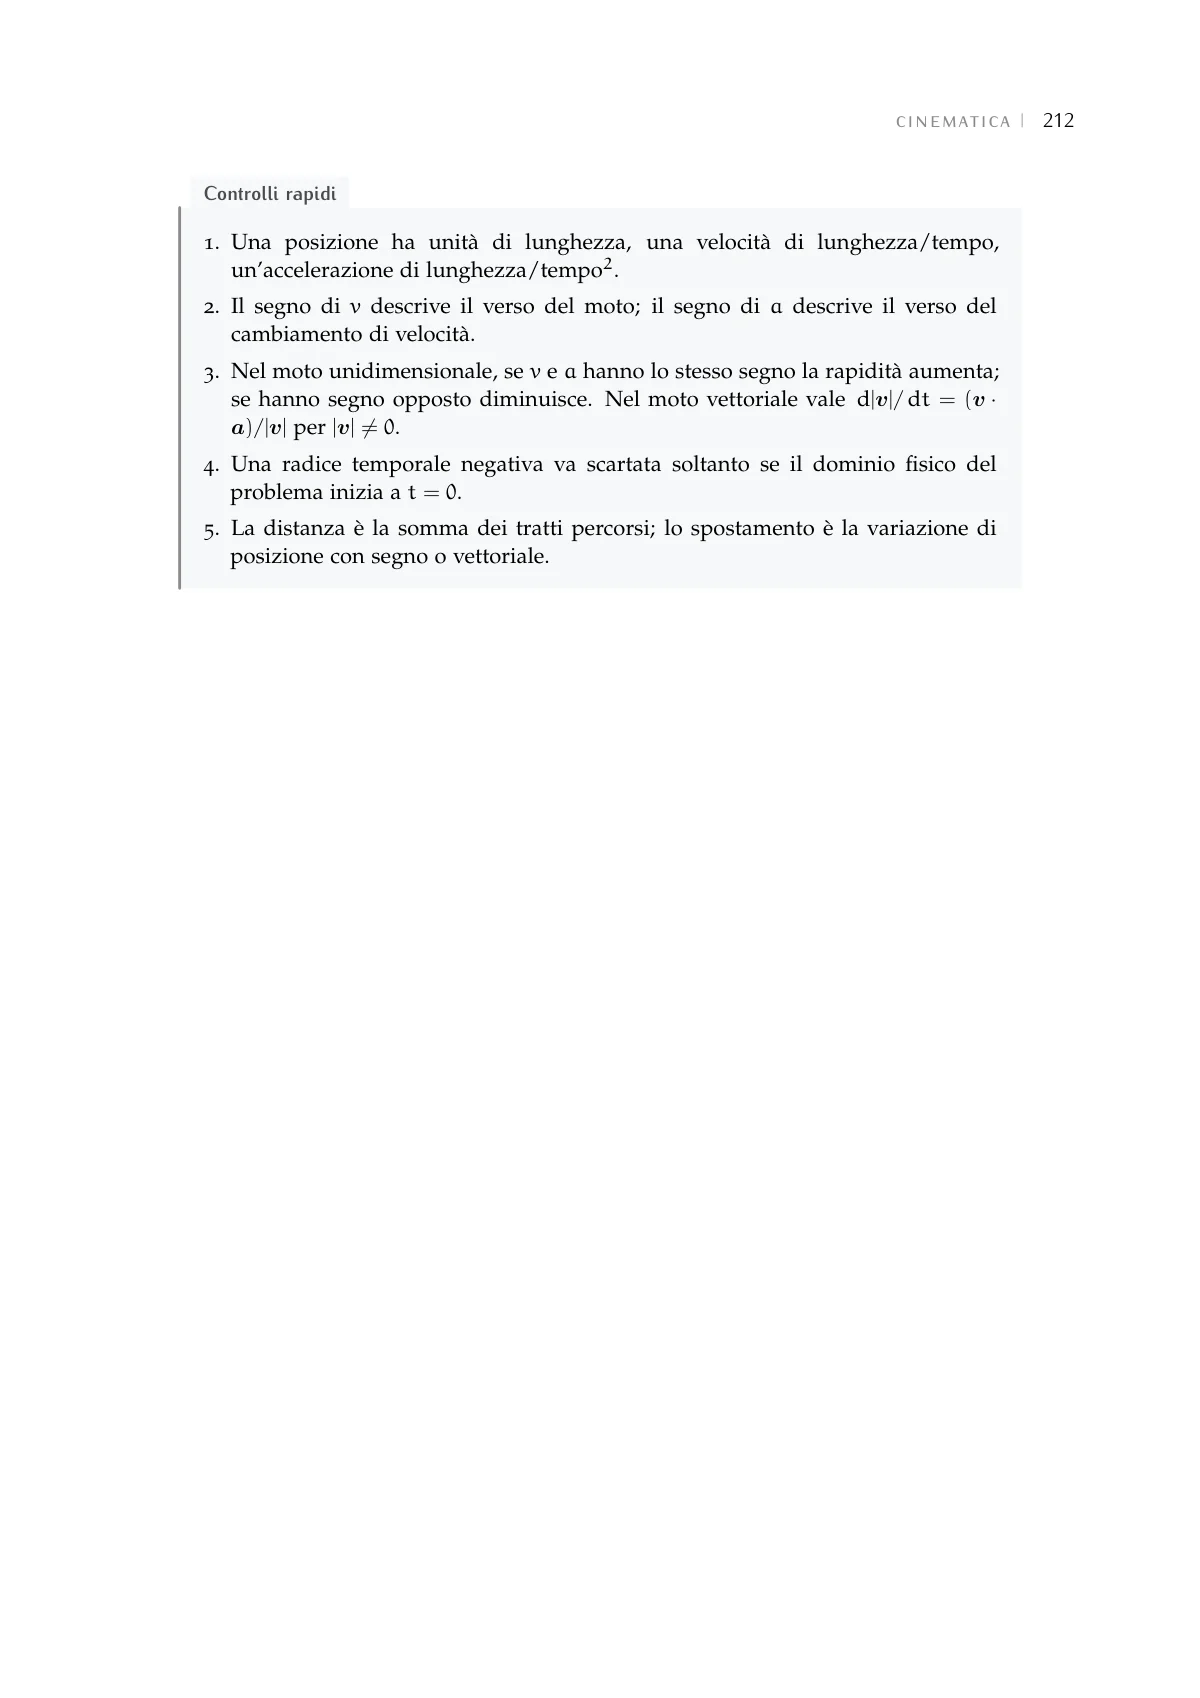 CINEMATICA | 212
Controlli rapidi
1. Una posizione ha unità di lunghezza, una velocità di lunghezza/tempo,
un'accelerazione di lunghezza/tempo².
2. Il segno di v descrive il verso del moto; il segno di a descrive il verso del
cambiamento di velocità.
3. Nel moto unidimensionale, se v e a hanno lo stesso segno la rapidità aumenta;
se hanno segno opposto diminuisce. Nel moto vettoriale vale d|v|/dt = (v ·
a)/|v| per |v| ≠ 0.
4. Una radice temporale negativa va scartata soltanto se il dominio fisico del
problema inizia a t = 0.
5. La distanza è la somma dei tratti percorsi; lo spostamento è la variazione di
posizione con segno o vettoriale.